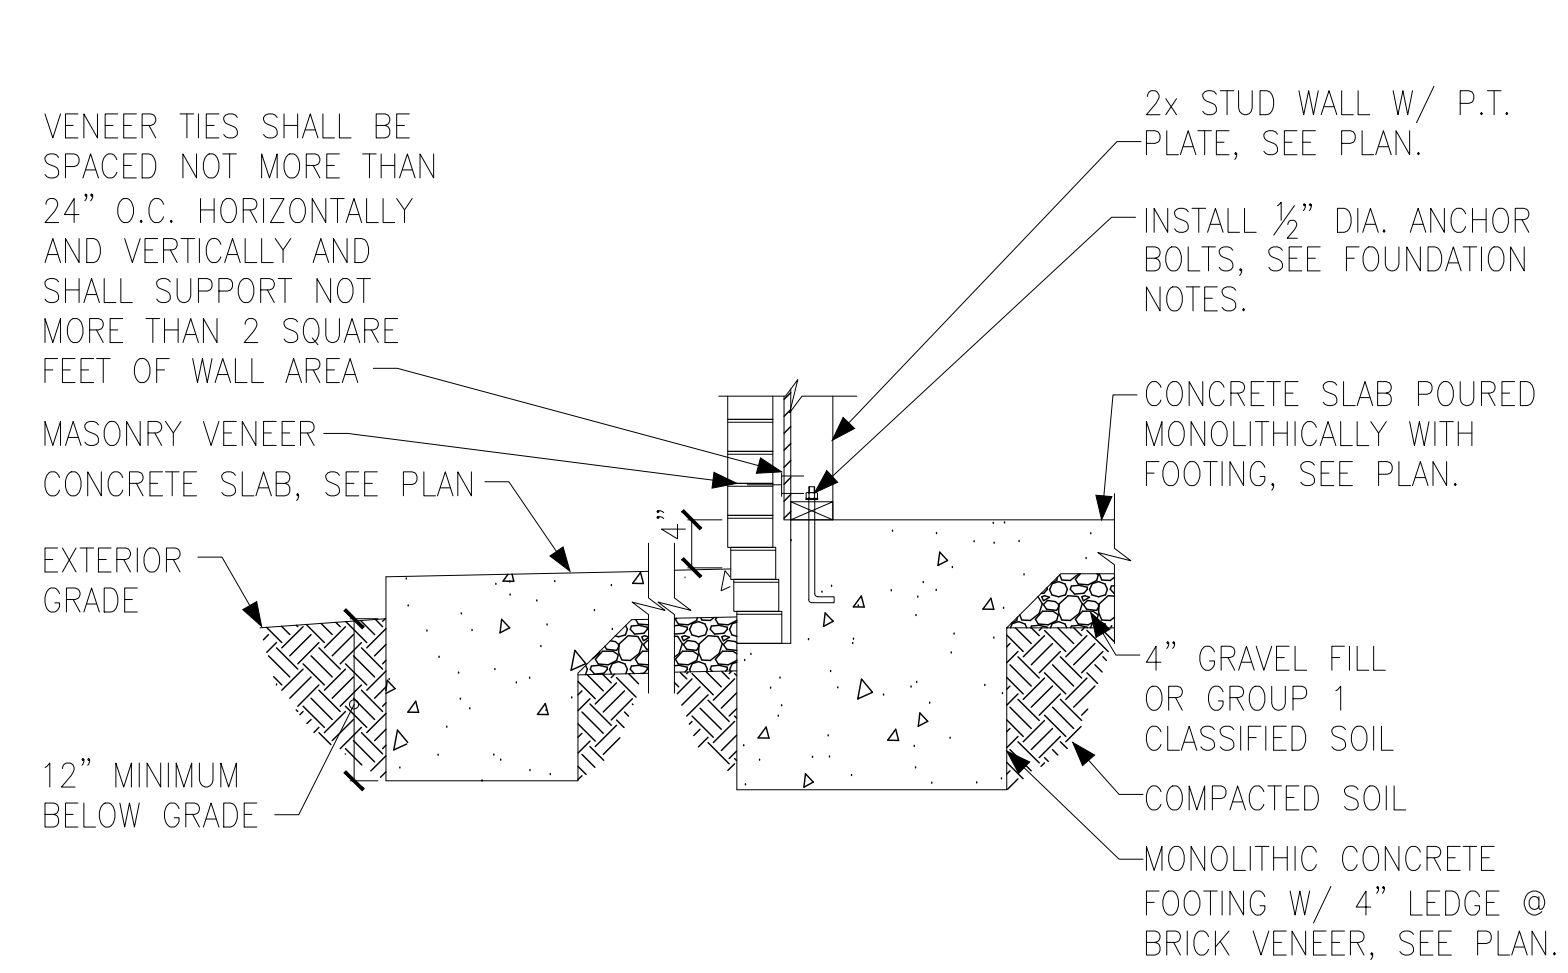 VENEER TIES SHALL BE
SPACED NOT MORE THAN
24” O.C. HORIZONTALLY
AND VERTICALLY AND
SHALL SUPPORT NOT
MORE THAN 2 SQUARE
FEET OF WALL AREA
MASONRY VENEER
CONCRETE SLAB, SEE PLAN
EXTERIOR
GRADE
12” MINIMUM
BELOW GRADE
4”
2x STUD WALL W/ P.T.
PLATE, SEE PLAN.
INSTALL ½” DIA. ANCHOR
BOLTS, SEE FOUNDATION
NOTES.
CONCRETE SLAB POURED
MONOLITHICALLY WITH
FOOTING, SEE PLAN.
4” GRAVEL FILL
OR GROUP 1
CLASSIFIED SOIL
COMPACTED SOIL
MONOLITHIC CONCRETE
FOOTING W/ 4” LEDGE @
BRICK VENEER, SEE PLAN.